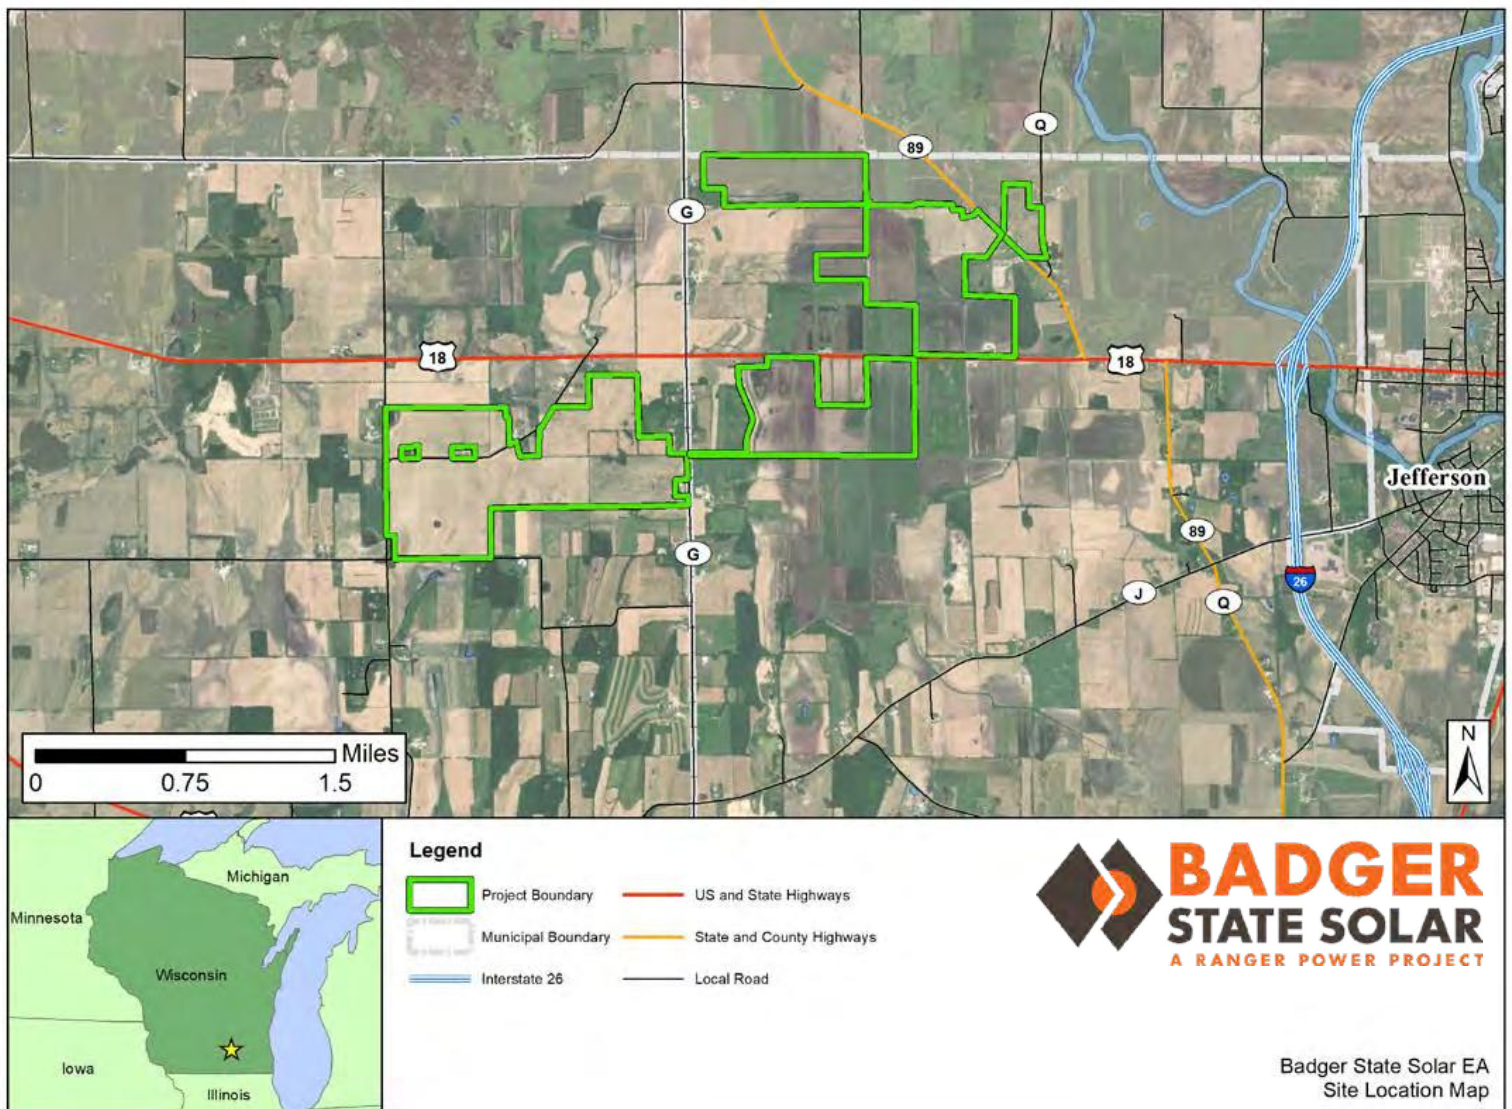 89
Q
G
18
18
Jefferson
G
89
26
J
Q
N
Miles
0 0.75 1.5
Michigan
Minnesota
Wisconsin
Iowa
Illinois
Legend
Project Boundary
US and State Highways
Municipal Boundary
State and County Highways
Interstate 26
Local Road
BADGER
STATE SOLAR
A RANGER POWER PROJECT
Badger State Solar EA
Site Location Map